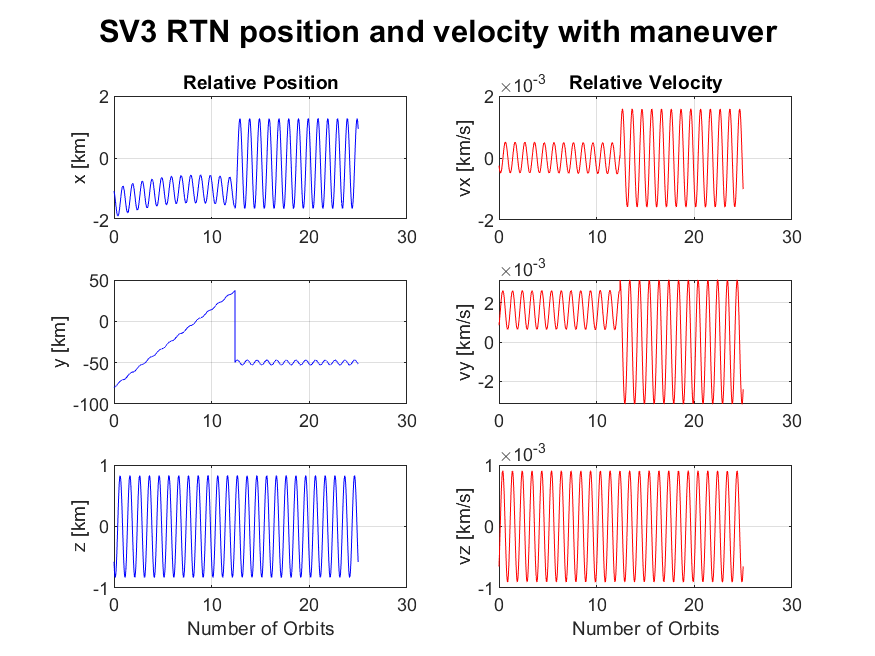 SV3 RTN position and velocity with maneuver
Relative Position
2
0
-2
x [km]
0 10 20 30
×10-3
Relative Velocity
2
0
-2
vx [km/s]
0 10 20 30
50
0
-50
-100
y [km]
0 10 20 30
×10-3
2
0
-2
vy [km/s]
0 10 20 30
1
0
-1
z [km]
0 10 20 30
Number of Orbits
×10-3
1
0
-1
vz [km/s]
0 10 20 30
Number of Orbits